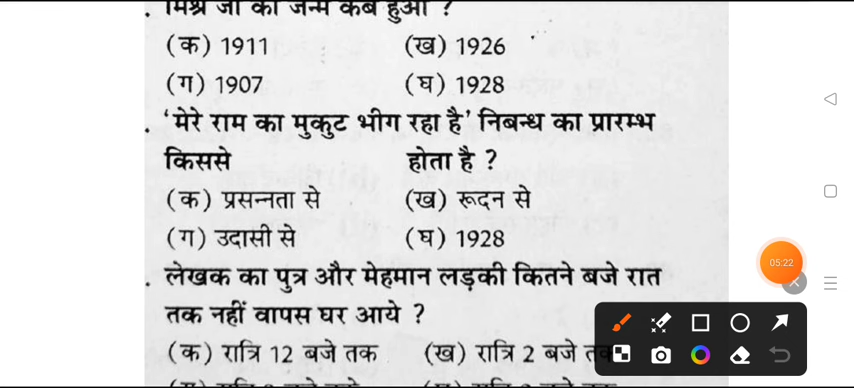 . मिश्र जी का जन्म कब हुआ ?
(क) 1911 (ख) 1926
(ग) 1907 (घ) 1928
. 'मेरे राम का मुकुट भीग रहा है' निबन्ध का प्रारम्भ
किससे होता है ?
(क) प्रसन्नता से (ख) रूदन से
(ग) उदासी से (घ) 1928
05:22
. लेखक का पुत्र और मेहमान लड़की कितने बजे रात
तक नहीं वापस घर आये ?
(क) रात्रि 12 बजे तक (ख) रात्रि 2 बजे